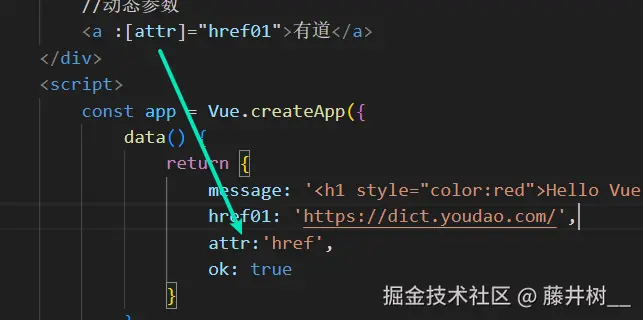 //动态参数
<a :[attr]="href01">有道</a>
</div>
<script>
const app = Vue.createApp({
data() {
return {
message: '<h1 style="color:red">Hello Vue
href01: 'https://dict.youdao.com/',
attr:'href',
ok: true
}
掘金技术社区 @ 藤井树__